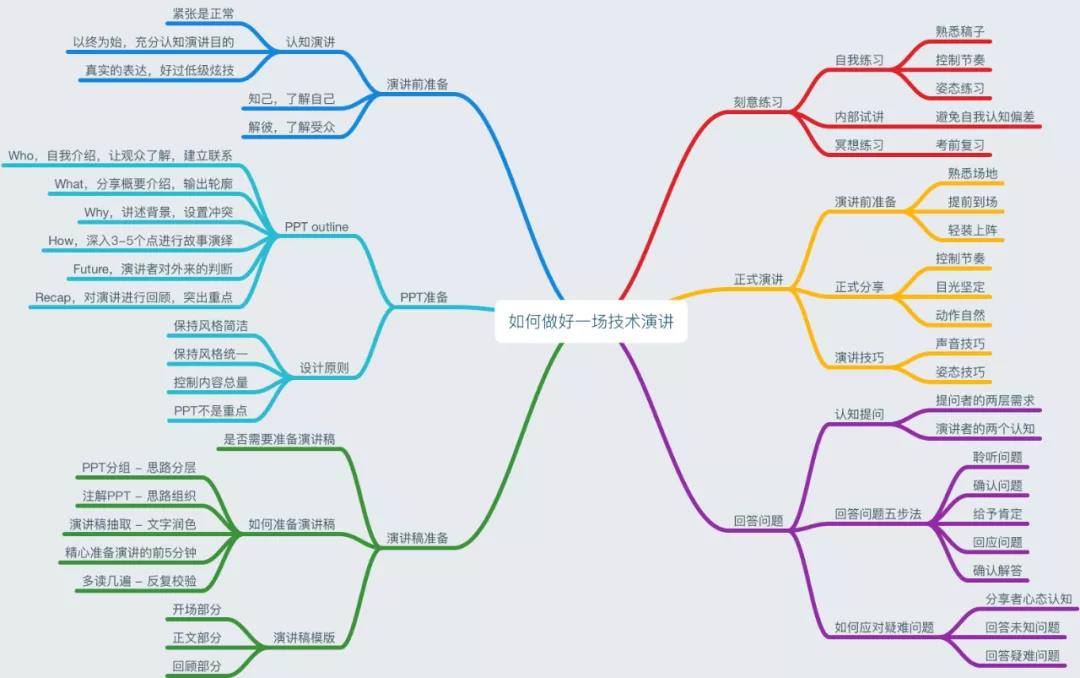 如何做好一场技术演讲
演讲前准备
认知演讲
紧张是正常
以终为始，充分认知演讲目的
真实的表达，好过低级炫技
知己，了解自己
解彼，了解受众
PPT准备
PPT outline
Who，自我介绍，让观众了解，建立联系
What，分享概要介绍，输出轮廓
Why，讲述背景，设置冲突
How，深入3-5个点进行故事演绎
Future，演讲者对外来的判断
Recap，对演讲进行回顾，突出重点
设计原则
保持风格简洁
保持风格统一
控制内容总量
PPT不是重点
演讲稿准备
是否需要准备演讲稿
如何准备演讲稿
PPT分组 - 思路分层
注解PPT - 思路组织
演讲稿抽取 - 文字润色
精心准备演讲的前5分钟
多读几遍 - 反复校验
演讲稿模版
开场部分
正文部分
回顾部分
刻意练习
自我练习
熟悉稿子
控制节奏
姿态练习
内部试讲
避免自我认知偏差
冥想练习
考前复习
正式演讲
演讲前准备
熟悉场地
提前到场
轻装上阵
正式分享
控制节奏
目光坚定
动作自然
演讲技巧
声音技巧
姿态技巧
回答问题
认知提问
提问者的两层需求
演讲者的两个认知
回答问题五步法
聆听问题
确认问题
给予肯定
回应问题
确认解答
如何应对疑难问题
分享者心态认知
回答未知问题
回答疑难问题